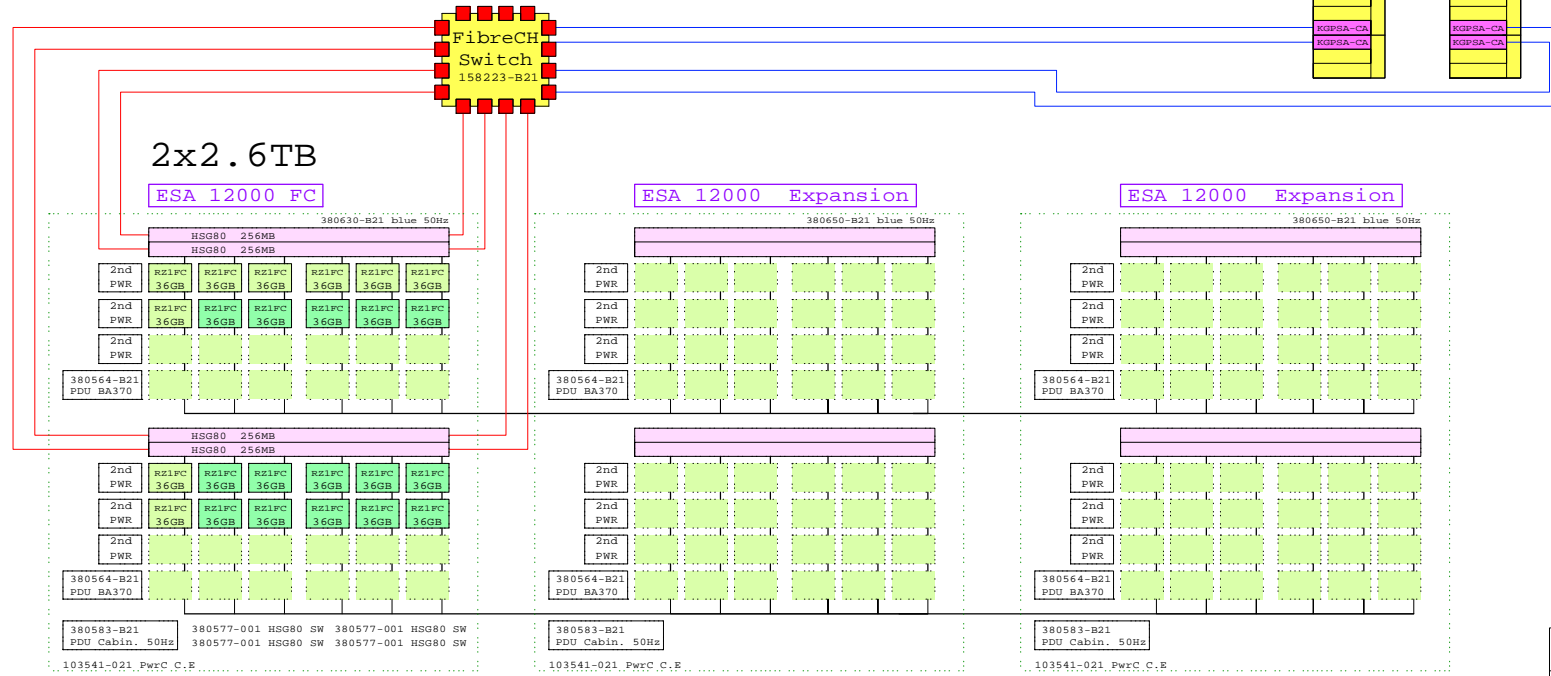 KGPSA-CA KGPSA-CA
KGPSA-CA KGPSA-CA
FibreCH
Switch
158223-B21
2x2.6TB
ESA 12000 FC
ESA 12000 Expansion
ESA 12000 Expansion
380630-B21 blue 50Hz
380650-B21 blue 50Hz
380650-B21 blue 50Hz
HSG80 256MB
HSG80 256MB
2nd RZ1FC RZ1FC RZ1FC RZ1FC RZ1FC RZ1FC 2nd 2nd
PWR 36GB 36GB 36GB 36GB 36GB 36GB PWR PWR
2nd RZ1FC RZ1FC RZ1FC RZ1FC RZ1FC RZ1FC 2nd 2nd
PWR 36GB 36GB 36GB 36GB 36GB 36GB PWR PWR
2nd 2nd 2nd
PWR PWR PWR
380564-B21 380564-B21 380564-B21
PDU BA370 PDU BA370 PDU BA370
HSG80 256MB
HSG80 256MB
2nd RZ1FC RZ1FC RZ1FC RZ1FC RZ1FC RZ1FC 2nd 2nd
PWR 36GB 36GB 36GB 36GB 36GB 36GB PWR PWR
2nd RZ1FC RZ1FC RZ1FC RZ1FC RZ1FC RZ1FC 2nd 2nd
PWR 36GB 36GB 36GB 36GB 36GB 36GB PWR PWR
2nd 2nd 2nd
PWR PWR PWR
380564-B21 380564-B21 380564-B21
PDU BA370 PDU BA370 PDU BA370
380583-B21 380577-001 HSG80 SW 380577-001 HSG80 SW 380583-B21 380583-B21
PDU Cabin. 50Hz 380577-001 HSG80 SW 380577-001 HSG80 SW PDU Cabin. 50Hz PDU Cabin. 50Hz
103541-021 PwrC C.E 103541-021 PwrC C.E 103541-021 PwrC C.E